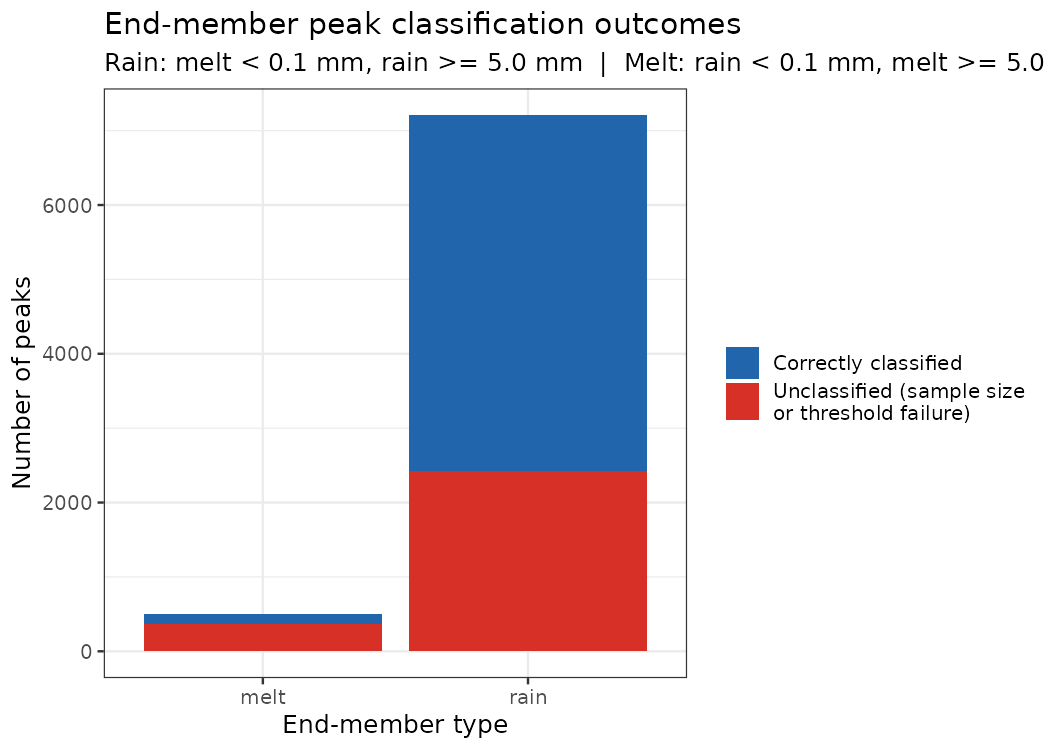 End-member peak classification outcomes
Rain: melt < 0.1 mm, rain >= 5.0 mm  |  Melt: rain < 0.1 mm, melt >= 5.0
Number of peaks
6000
4000
2000
0
melt
rain
End-member type
Correctly classified
Unclassified (sample size
or threshold failure)